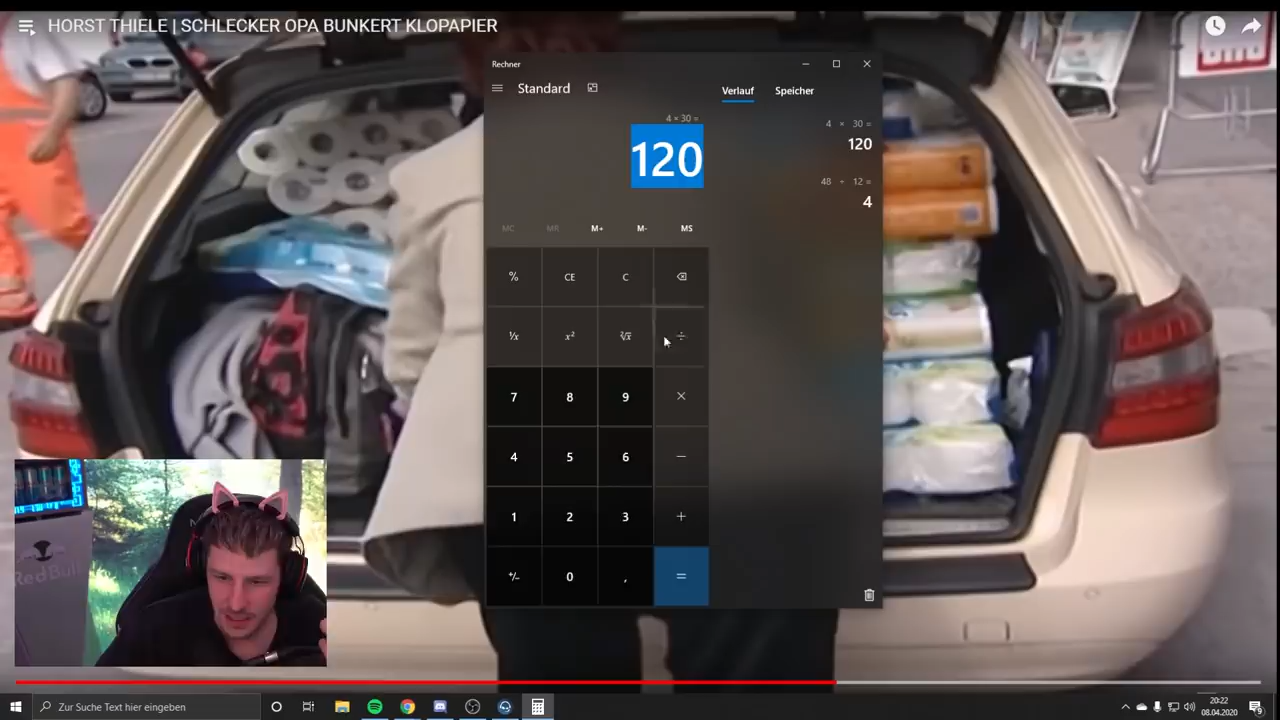 HORST THIELE | SCHLECKER OPA BUNKERT KLOPAPIER
Rechner
Standard
Verlauf
Speicher
4 × 30 =
120
4 × 30 =
120
48 ÷ 12 =
4
MC MR M+ M- MS
% CE C
¹/x x² ²√x ÷
7 8 9 ×
4 5 6 −
1 2 3 +
+/- 0 , =
RedBull
Zur Suche Text hier eingeben
20:22
08.04.2020
9